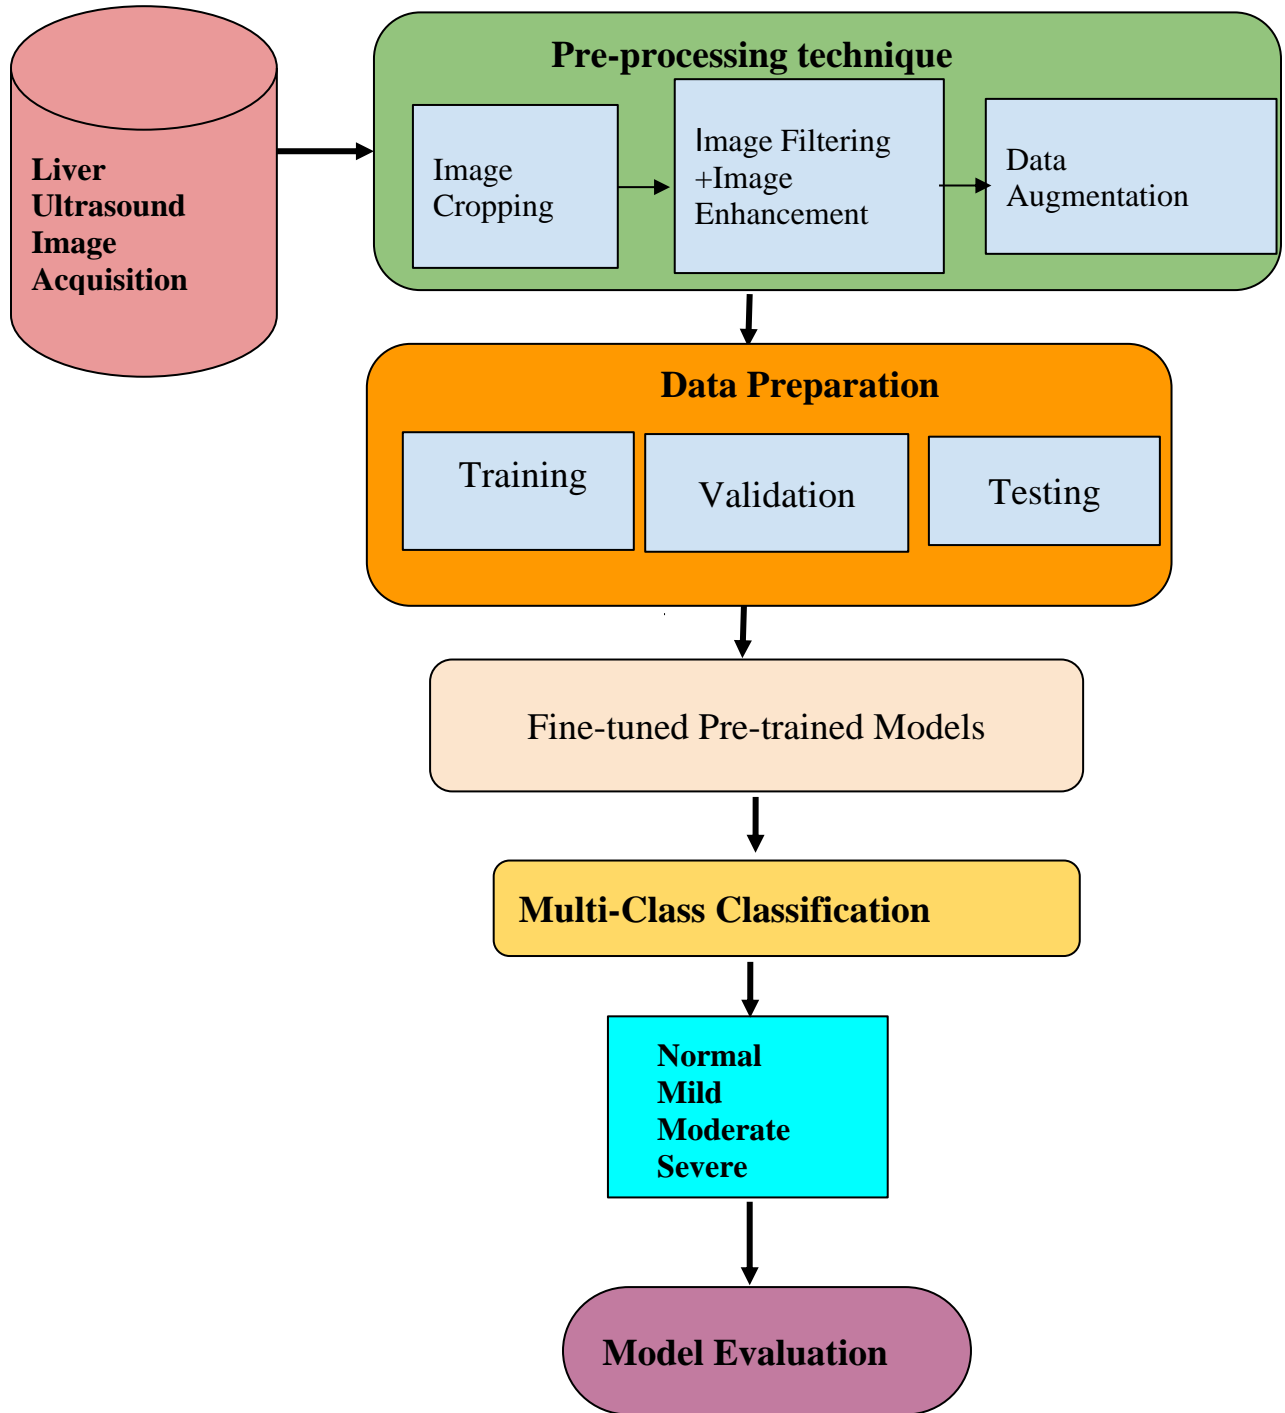 Liver
Ultrasound
Image
Acquisition
Pre-processing technique
Image
Cropping
Image Filtering
+Image
Enhancement
Data
Augmentation
Data Preparation
Training
Validation
Testing
Fine-tuned Pre-trained Models
Multi-Class Classification
Normal
Mild
Moderate
Severe
Model Evaluation